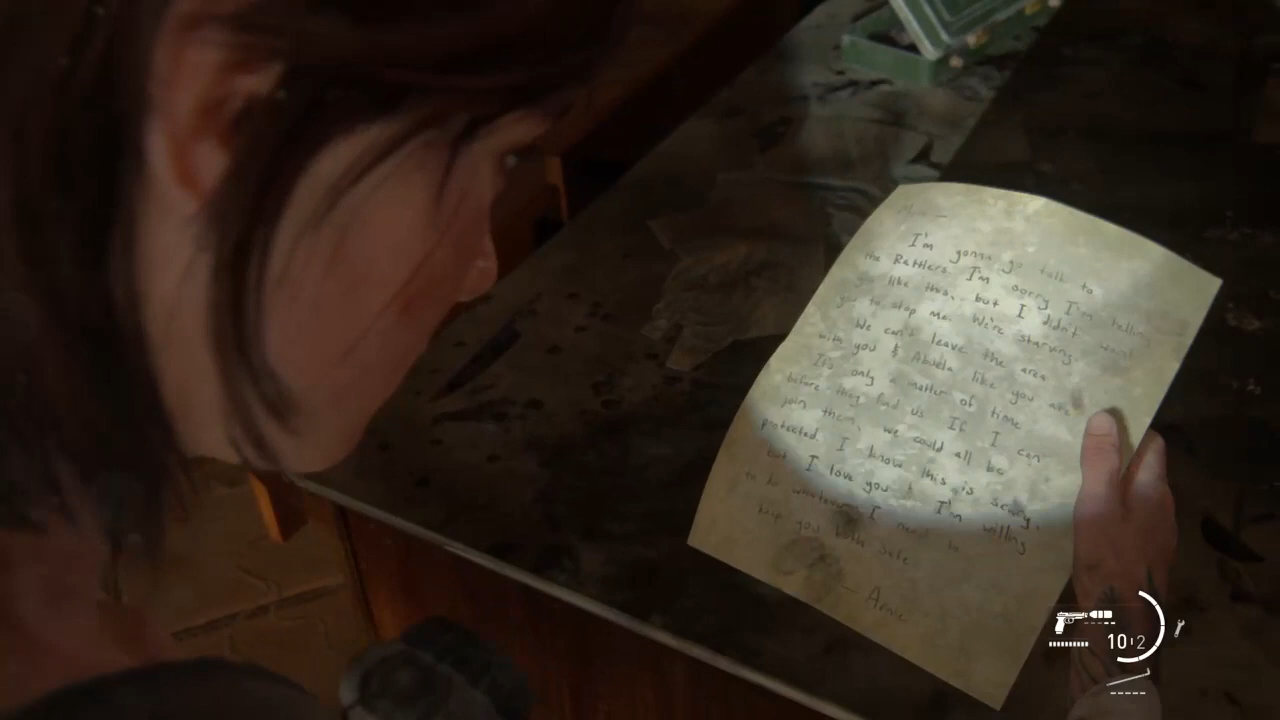 I'm gonna go talk to
the Rattlers. I'm sorry I'm telling
you like this, but I didn't want
you to stop me. We're starving.
We can't leave the area
with you & Abuela like you are.
It's only a matter of time
before they find us. If I can
join them, we could all be
protected. I know this is scary,
but I love you & I'm willing
to do whatever I need to
keep you both safe
— Arnie
10 2